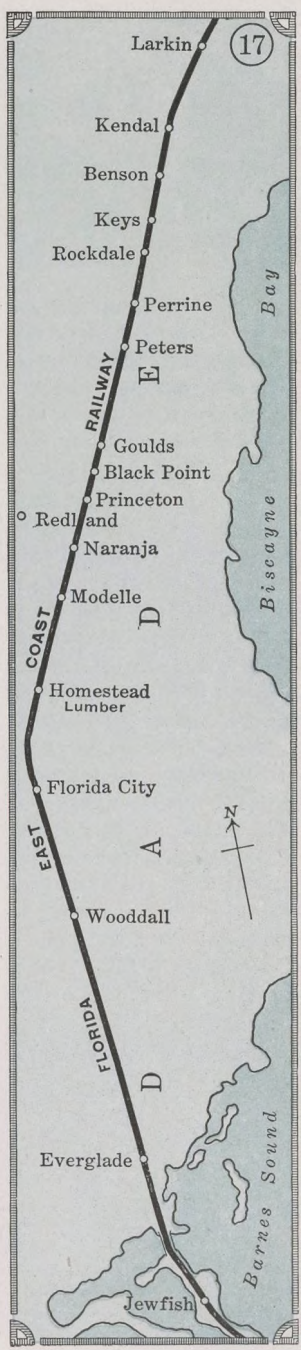 17
Larkin
Kendal
Benson
Keys
Rockdale
Bay
Perrine
Peters
RAILWAY
E
Goulds
Black Point
Princeton
Redland
Biscayne
Naranja
Modelle
D
COAST
Homestead
Lumber
Florida City
N
EAST
A
Wooddall
FLORIDA
D
Everglade
Barnes Sound
Jewfish